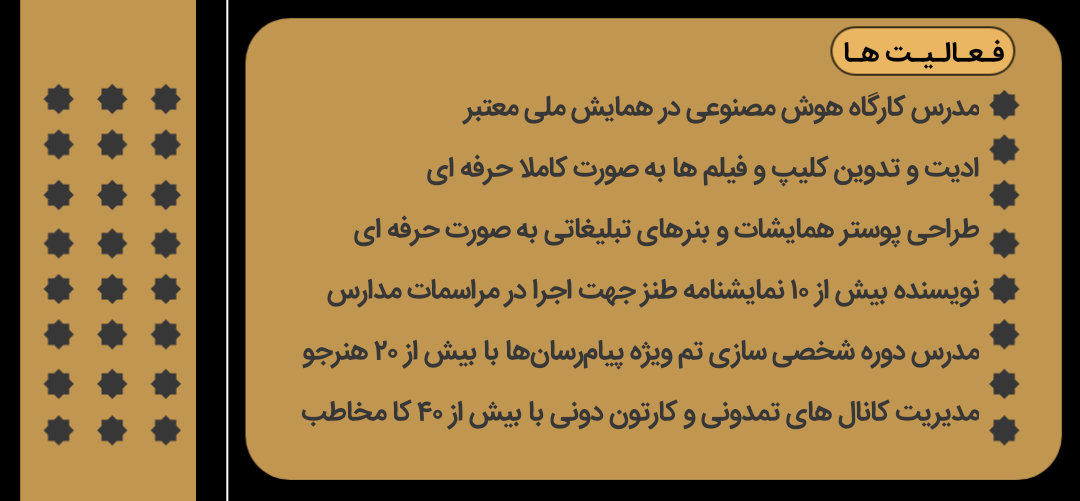 فـعـالـیـت هـا
مدرس کارگاه هوش مصنوعی در همایش ملی معتبر
ادیت و تدوین کلیپ و فیلم ها به صورت کاملا حرفه ای
طراحی پوستر همایشات و بنرهای تبلیغاتی به صورت حرفه ای
نویسنده بیش از ۱۰ نمایشنامه طنز جهت اجرا در مراسمات مدارس
مدرس دوره شخصی سازی تم ویژه پیام‌رسان‌ها با بیش از ۲۰ هنرجو
مدیریت کانال های تمدونی و کارتون دونی با بیش از ۴۰ کا مخاطب